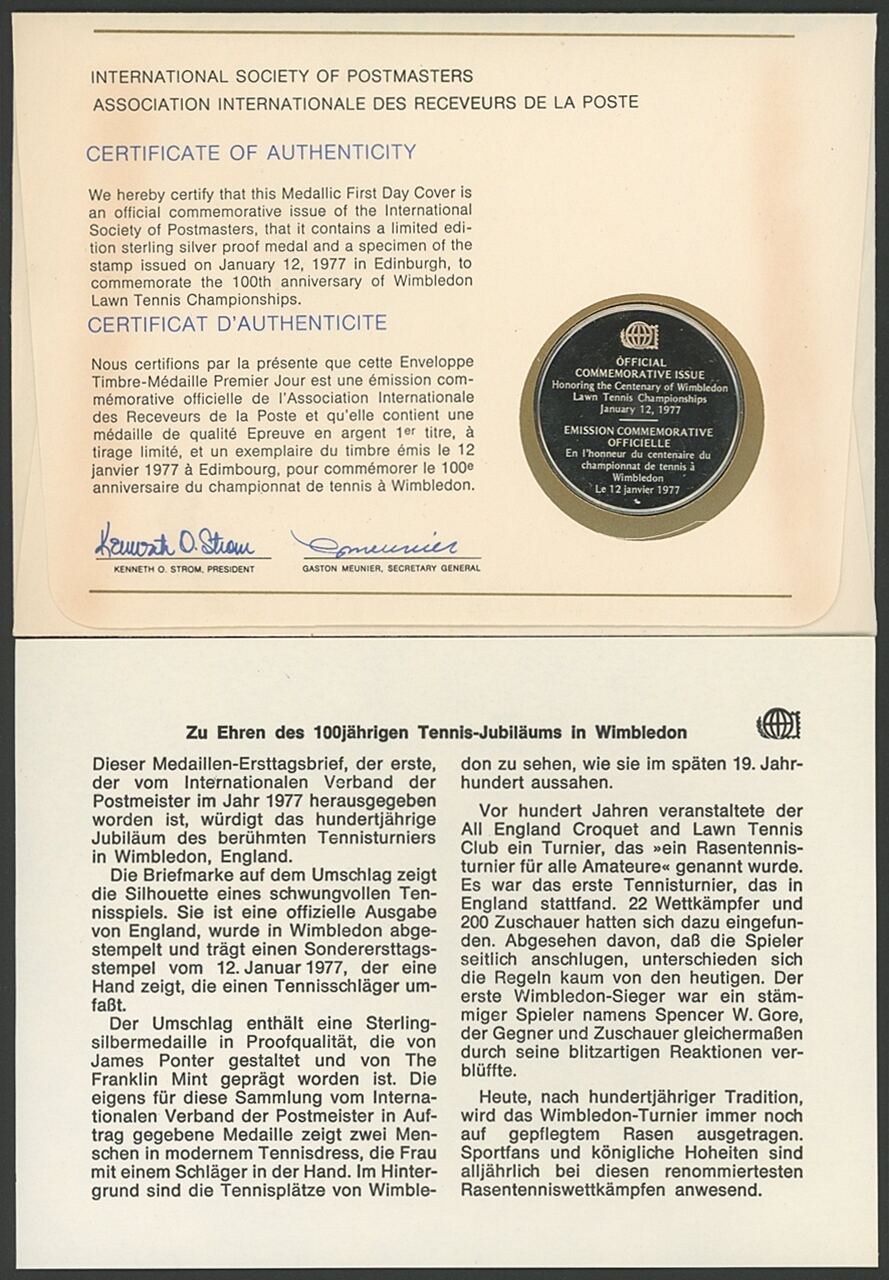 INTERNATIONAL SOCIETY OF POSTMASTERS
ASSOCIATION INTERNATIONALE DES RECEVEURS DE LA POSTE
CERTIFICATE OF AUTHENTICITY
We hereby certify that this Medallic First Day Cover is
an official commemorative issue of the International
Society of Postmasters, that it contains a limited edi-
tion sterling silver proof medal and a specimen of the
stamp issued on January 12, 1977 in Edinburgh, to
commemorate the 100th anniversary of Wimbledon
Lawn Tennis Championships.
CERTIFICAT D'AUTHENTICITE
Nous certifions par la présente que cette Enveloppe
Timbre-Médaille Premier Jour est une émission com-
mémorative officielle de l'Association Internationale
des Receveurs de la Poste et qu'elle contient une
médaille de qualité Epreuve en argent 1er titre, à
tirage limité, et un exemplaire du timbre émis le 12
janvier 1977 à Edimbourg, pour commémorer le 100e
anniversaire du championnat de tennis à Wimbledon.
Kenneth O. Strom
G Meunier
KENNETH O. STROM, PRESIDENT
GASTON MEUNIER, SECRETARY GENERAL
OFFICIAL
COMMEMORATIVE ISSUE
Honoring the Centenary of Wimbledon
Lawn Tennis Championships
January 12, 1977
EMISSION COMMEMORATIVE
OFFICIELLE
En l'honneur du centenaire du
championnat de tennis à
Wimbledon
Le 12 janvier 1977
Zu Ehren des 100jährigen Tennis-Jubiläums in Wimbledon
Dieser Medaillen-Ersttagsbrief, der erste,
der vom Internationalen Verband der
Postmeister im Jahr 1977 herausgegeben
worden ist, würdigt das hundertjährige
Jubiläum des berühmten Tennisturniers
in Wimbledon, England.
Die Briefmarke auf dem Umschlag zeigt
die Silhouette eines schwungvollen Ten-
nisspiels. Sie ist eine offizielle Ausgabe
von England, wurde in Wimbledon abge-
stempelt und trägt einen Sonderersttags-
stempel vom 12. Januar 1977, der eine
Hand zeigt, die einen Tennisschläger um-
faßt.
Der Umschlag enthält eine Sterling-
silbermedaille in Proofqualität, die von
James Ponter gestaltet und von The
Franklin Mint geprägt worden ist. Die
eigens für diese Sammlung vom Interna-
tionalen Verband der Postmeister in Auf-
trag gegebene Medaille zeigt zwei Men-
schen in modernem Tennisdress, die Frau
mit einem Schläger in der Hand. Im Hinter-
grund sind die Tennisplätze von Wimble-
don zu sehen, wie sie im späten 19. Jahr-
hundert aussahen.
Vor hundert Jahren veranstaltete der
All England Croquet and Lawn Tennis
Club ein Turnier, das »ein Rasentennis-
turnier für alle Amateure« genannt wurde.
Es war das erste Tennisturnier, das in
England stattfand. 22 Wettkämpfer und
200 Zuschauer hatten sich dazu eingefun-
den. Abgesehen davon, daß die Spieler
seitlich anschlugen, unterschieden sich
die Regeln kaum von den heutigen. Der
erste Wimbledon-Sieger war ein stäm-
miger Spieler namens Spencer W. Gore,
der Gegner und Zuschauer gleichermaßen
durch seine blitzartigen Reaktionen ver-
blüffte.
Heute, nach hundertjähriger Tradition,
wird das Wimbledon-Turnier immer noch
auf gepflegtem Rasen ausgetragen.
Sportfans und königliche Hoheiten sind
alljährlich bei diesen renommiertesten
Rasentenniswettkämpfen anwesend.